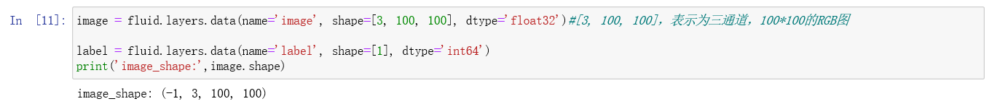 In [11]: image = fluid.layers.data(name='image', shape=[3, 100, 100], dtype='float32')#[3, 100, 100]，表示为三通道，100*100的RGB图
label = fluid.layers.data(name='label', shape=[1], dtype='int64')
print('image_shape:',image.shape)
image_shape: (-1, 3, 100, 100)